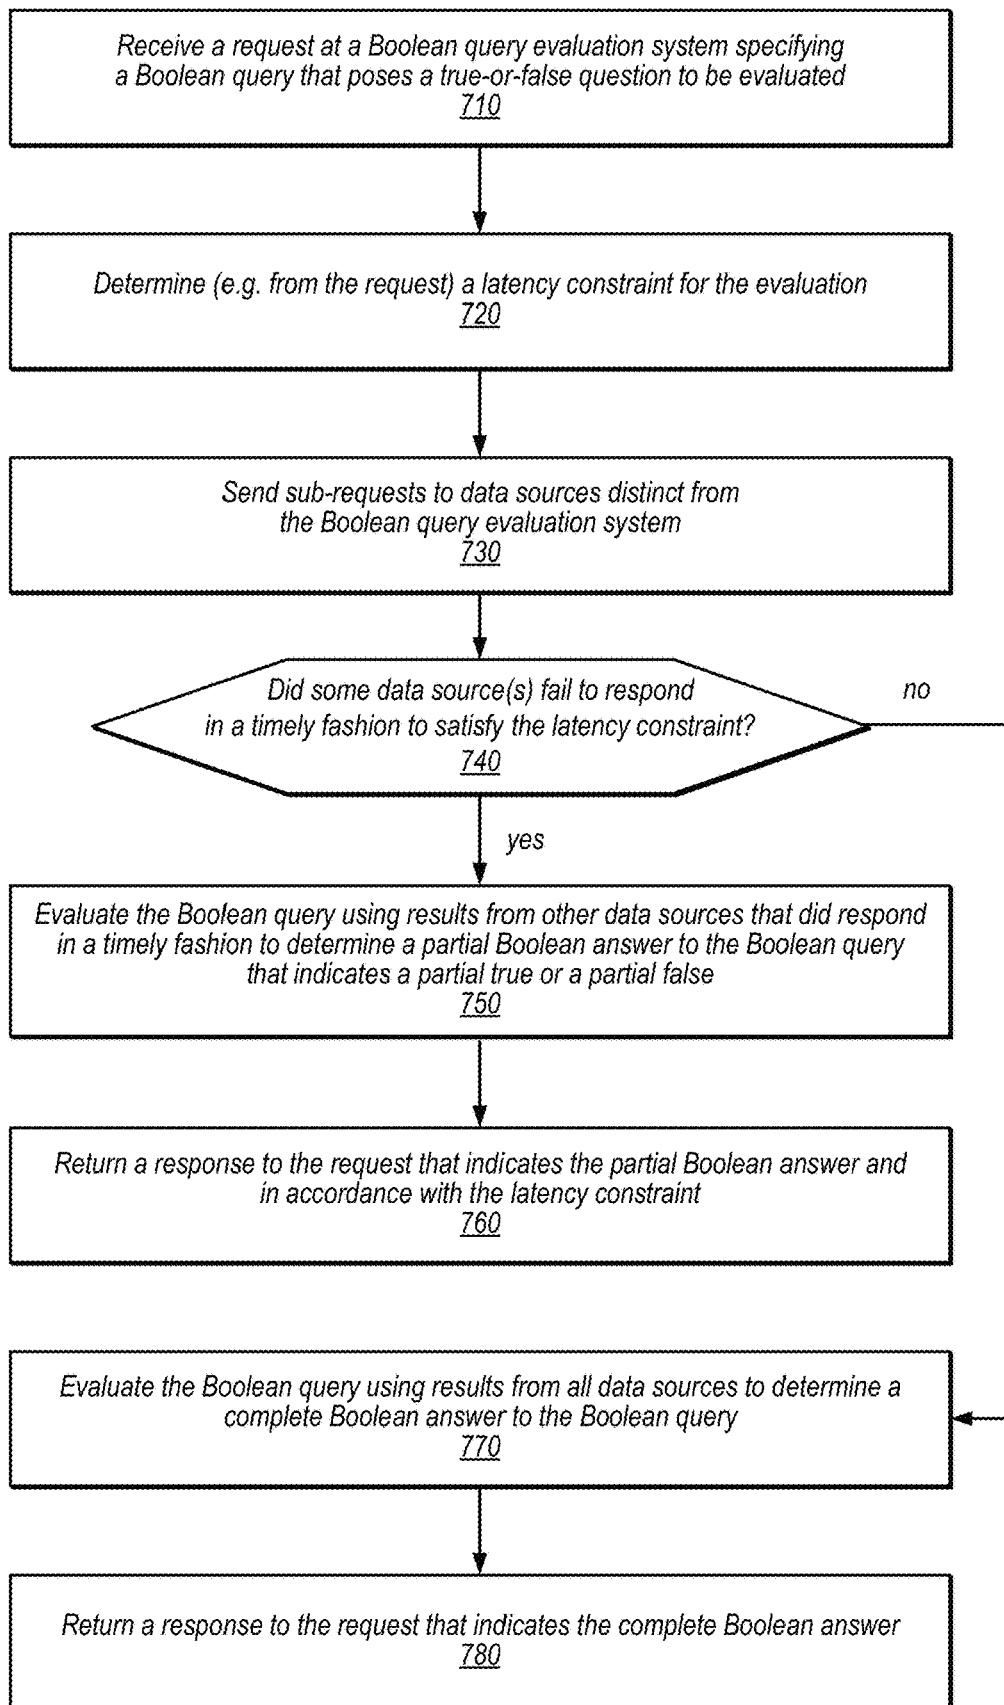 Receive a request at a Boolean query evaluation system specifying
a Boolean query that poses a true-or-false question to be evaluated
710
Determine (e.g. from the request) a latency constraint for the evaluation
720
Send sub-requests to data sources distinct from
the Boolean query evaluation system
730
Did some data source(s) fail to respond
in a timely fashion to satisfy the latency constraint?
740
no
yes
Evaluate the Boolean query using results from other data sources that did respond
in a timely fashion to determine a partial Boolean answer to the Boolean query
that indicates a partial true or a partial false
750
Return a response to the request that indicates the partial Boolean answer and
in accordance with the latency constraint
760
Evaluate the Boolean query using results from all data sources to determine a
complete Boolean answer to the Boolean query
770
Return a response to the request that indicates the complete Boolean answer
780